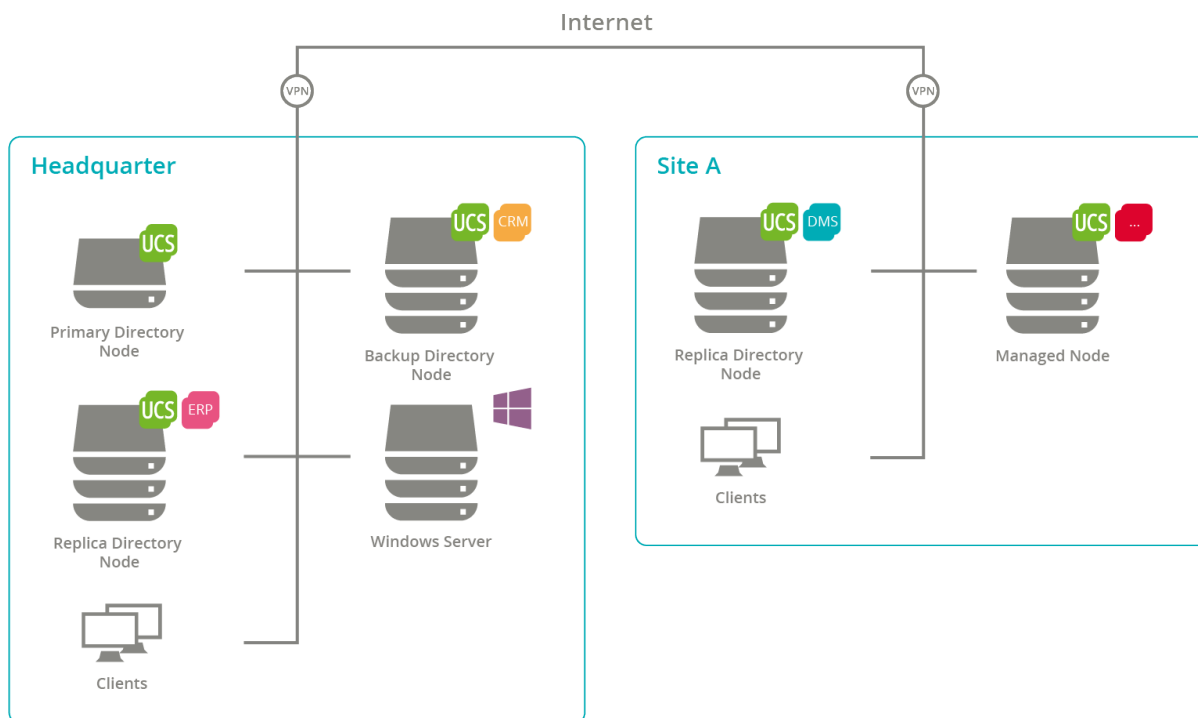 Internet
VPN
VPN
Headquarter
UCS
Primary Directory
Node
UCS
CRM
Backup Directory
Node
UCS
ERP
Replica Directory
Node
Windows Server
Clients
Site A
UCS
DMS
Replica Directory
Node
UCS
...
Managed Node
Clients